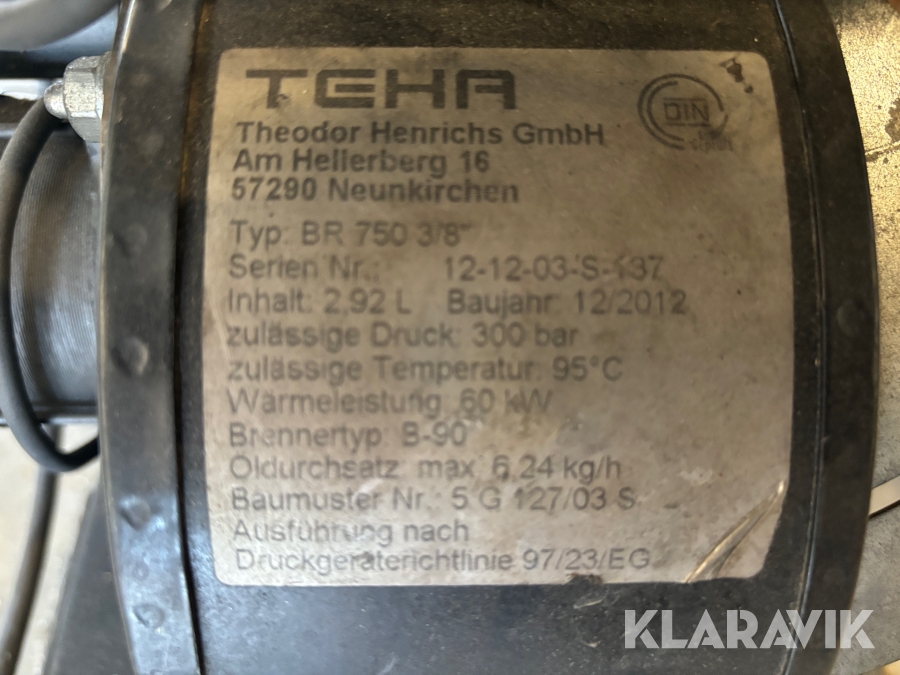 TEHA
DIN
Theodor Henrichs GmbH
Am Hellerberg 16
57290 Neunkirchen
Typ: BR 750 3/8"
Serien Nr.: 12-12-03-S-137
Inhalt: 2,92 L Baujahr: 12/2012
zulässige Druck: 300 bar
zulässige Temperatur: 95°C
Wärmeleistung: 60 kW
Brennertyp: B-90
Öldurchsatz: max. 6,24 kg/h
Baumuster Nr.: 5 G 127/03 S
Ausführung nach
Druckgeräterichtlinie 97/23/EG
KLARAVIK